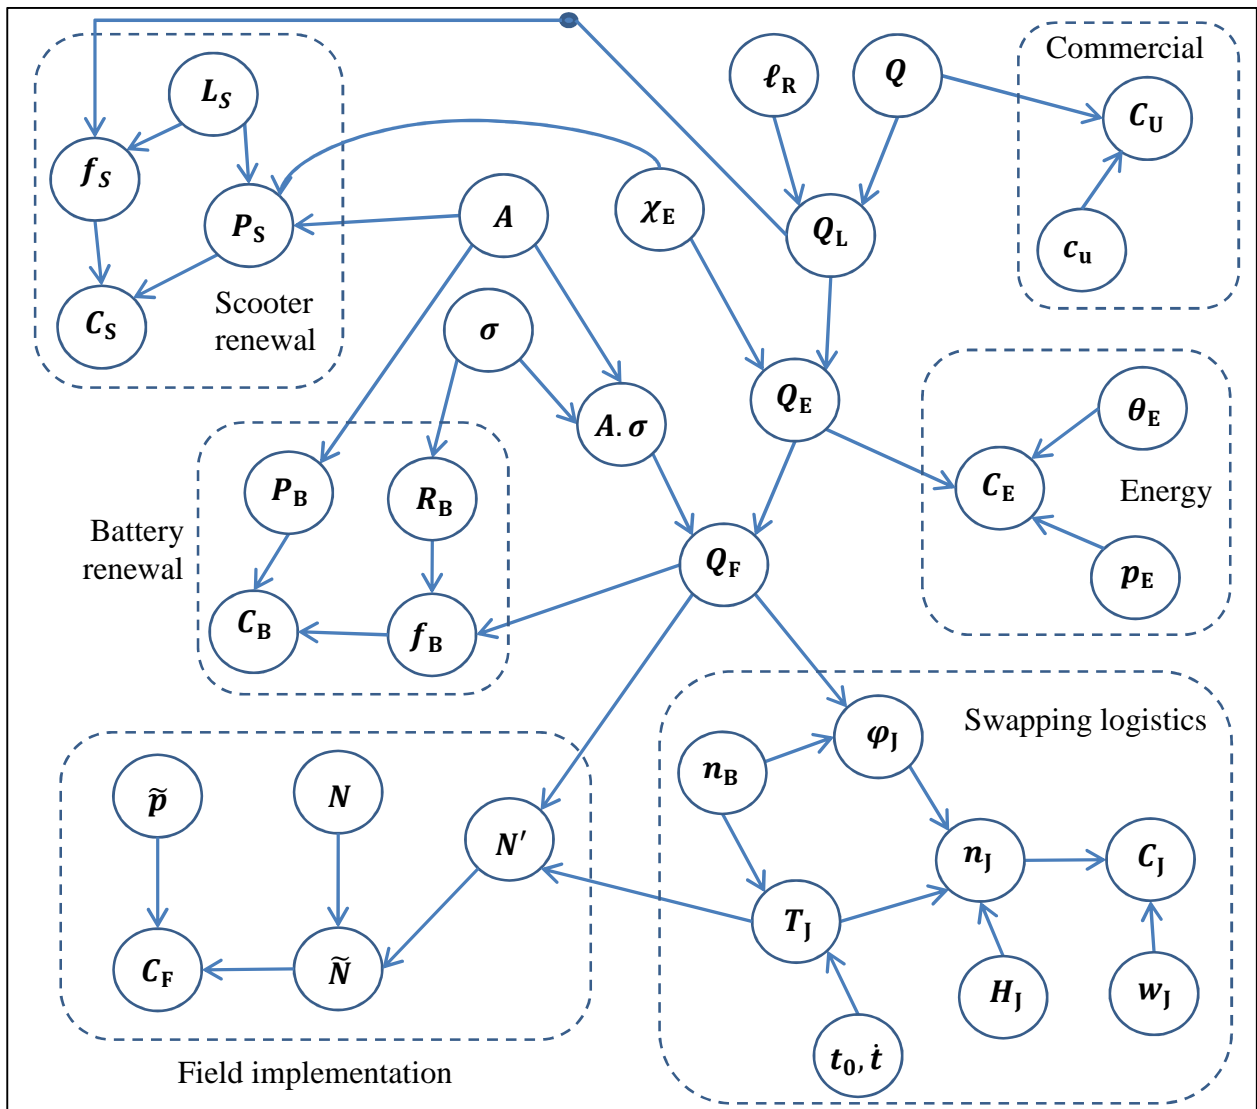 Commercial
ℓ_R
Q
L_S
C_U
f_S
χ_E
A
P_S
Q_L
c_u
Scooter
renewal
C_S
σ
Q_E
θ_E
A.σ
P_B
R_B
C_E
Energy
Battery
renewal
Q_F
p_E
C_B
f_B
Swapping logistics
φ_J
n_B
p̃
N
N′
n_J
C_J
T_J
C_F
Ñ
H_J
w_J
t_0, ṫ
Field implementation